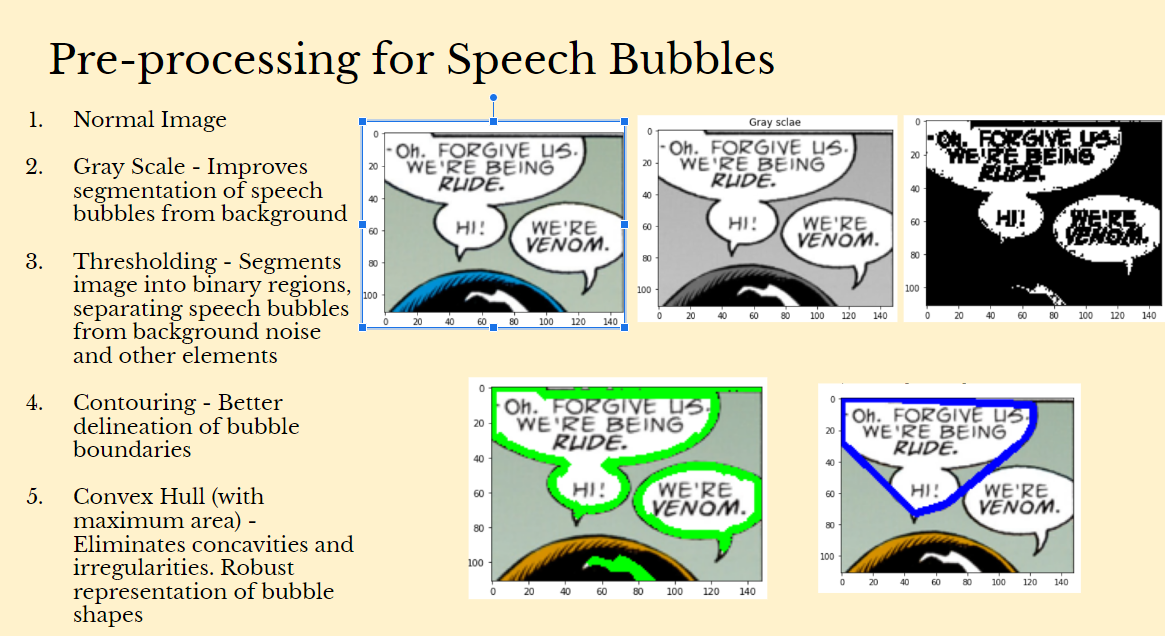 Pre-processing for Speech Bubbles
1. Normal Image
2. Gray Scale - Improves
segmentation of speech
bubbles from background
3. Thresholding - Segments
image into binary regions,
separating speech bubbles
from background noise
and other elements
4. Contouring - Better
delineation of bubble
boundaries
5. Convex Hull (with
maximum area) -
Eliminates concavities and
irregularities. Robust
representation of bubble
shapes
0
20
40
60
80
100
-OH. FORGIVE US.
WE'RE BEING
RUDE.
HI!
WE'RE
VENOM.
0 20 40 60 80 100 120 140
Gray sclae
0
20
40
60
80
100
-OH. FORGIVE US.
WE'RE BEING
RUDE.
HI!
WE'RE
VENOM.
0 20 40 60 80 100 120 140
0
20
40
60
80
100
-OH. FORGIVE US.
WE'RE BEING
RUDE.
HI!
WE'RE
VENOM.
0 20 40 60 80 100 120 140
0
20
40
60
80
100
-OH. FORGIVE US.
WE'RE BEING
RUDE.
HI!
WE'RE
VENOM.
0 20 40 60 80 100 120 140
0
20
40
60
80
100
-OH. FORGIVE US.
WE'RE BEING
RUDE.
HI!
WE'RE
VENOM.
0 20 40 60 80 100 120 140